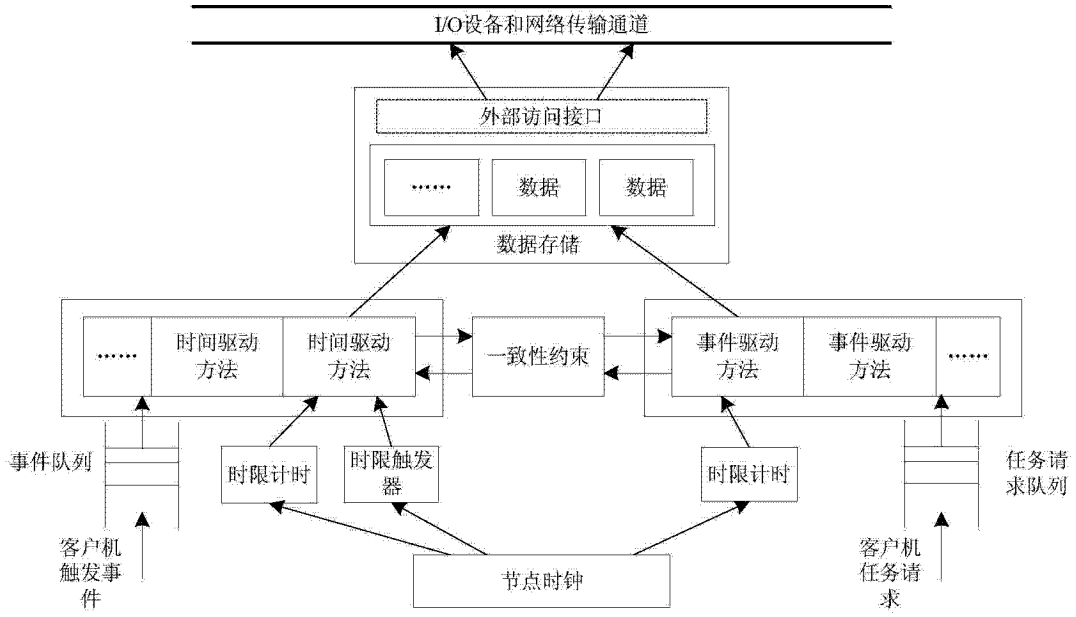 I/O设备和网络传输通道
外部访问接口
……
数据
数据
数据存储
……
时间驱动
方法
时间驱动
方法
一致性约束
事件驱动
方法
事件驱动
方法
……
事件队列
时限计时
时限触发
器
时限计时
任务请
求队列
客户机
触发事
件
节点时钟
客户机
任务请
求